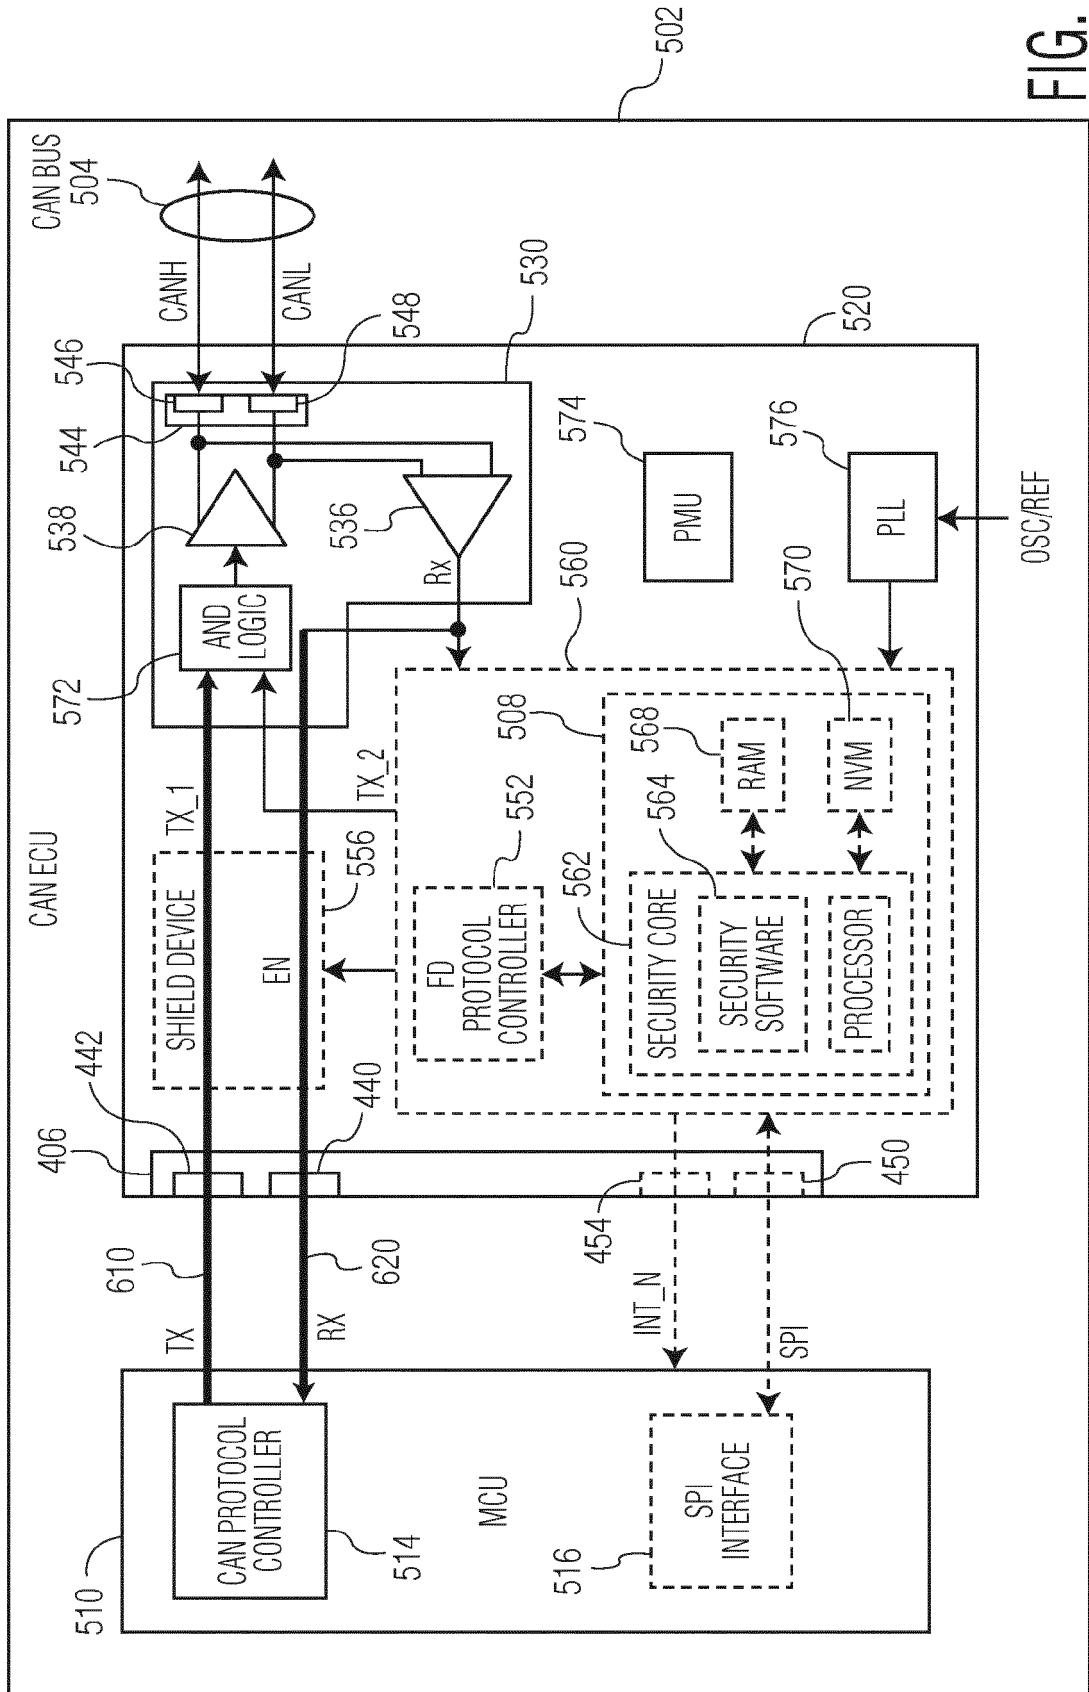 CAN ECU
502
CAN BUS
504
CANH
CANL
510
CAN PROTOCOL
CONTROLLER
514
MCU
516
SPI
INTERFACE
TX
610
RX
620
INT_N
SPI
406
442
440
454
450
SHIELD DEVICE
EN
556
TX_1
TX_2
572
AND
LOGIC
538
544
546
548
530
536
Rx
520
FD
PROTOCOL
CONTROLLER
552
560
508
562
SECURITY CORE
564
SECURITY
SOFTWARE
PROCESSOR
568
RAM
570
NVM
574
PMU
576
PLL
OSC/REF
FIG.